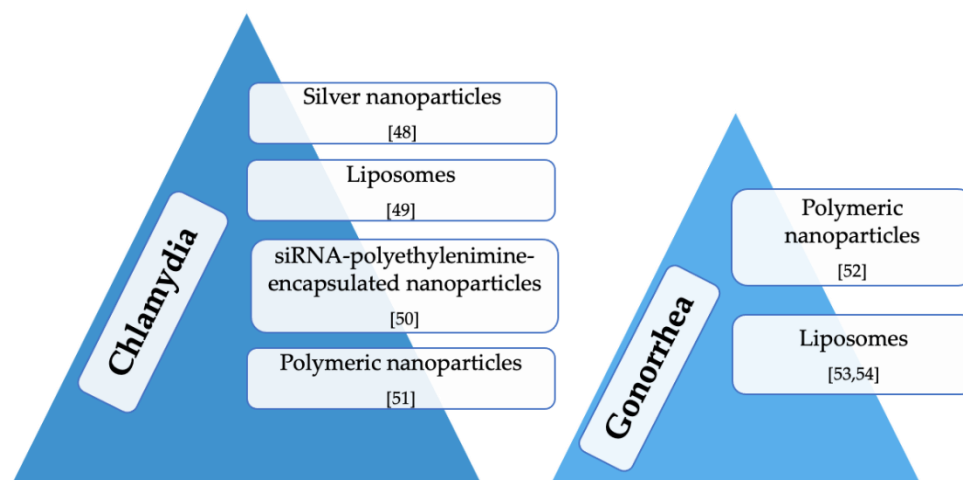 Chlamydia
Silver nanoparticles
[48]
Liposomes
[49]
siRNA-polyethylenimine-
encapsulated nanoparticles
[50]
Polymeric nanoparticles
[51]
Gonorrhea
Polymeric
nanoparticles
[52]
Liposomes
[53,54]